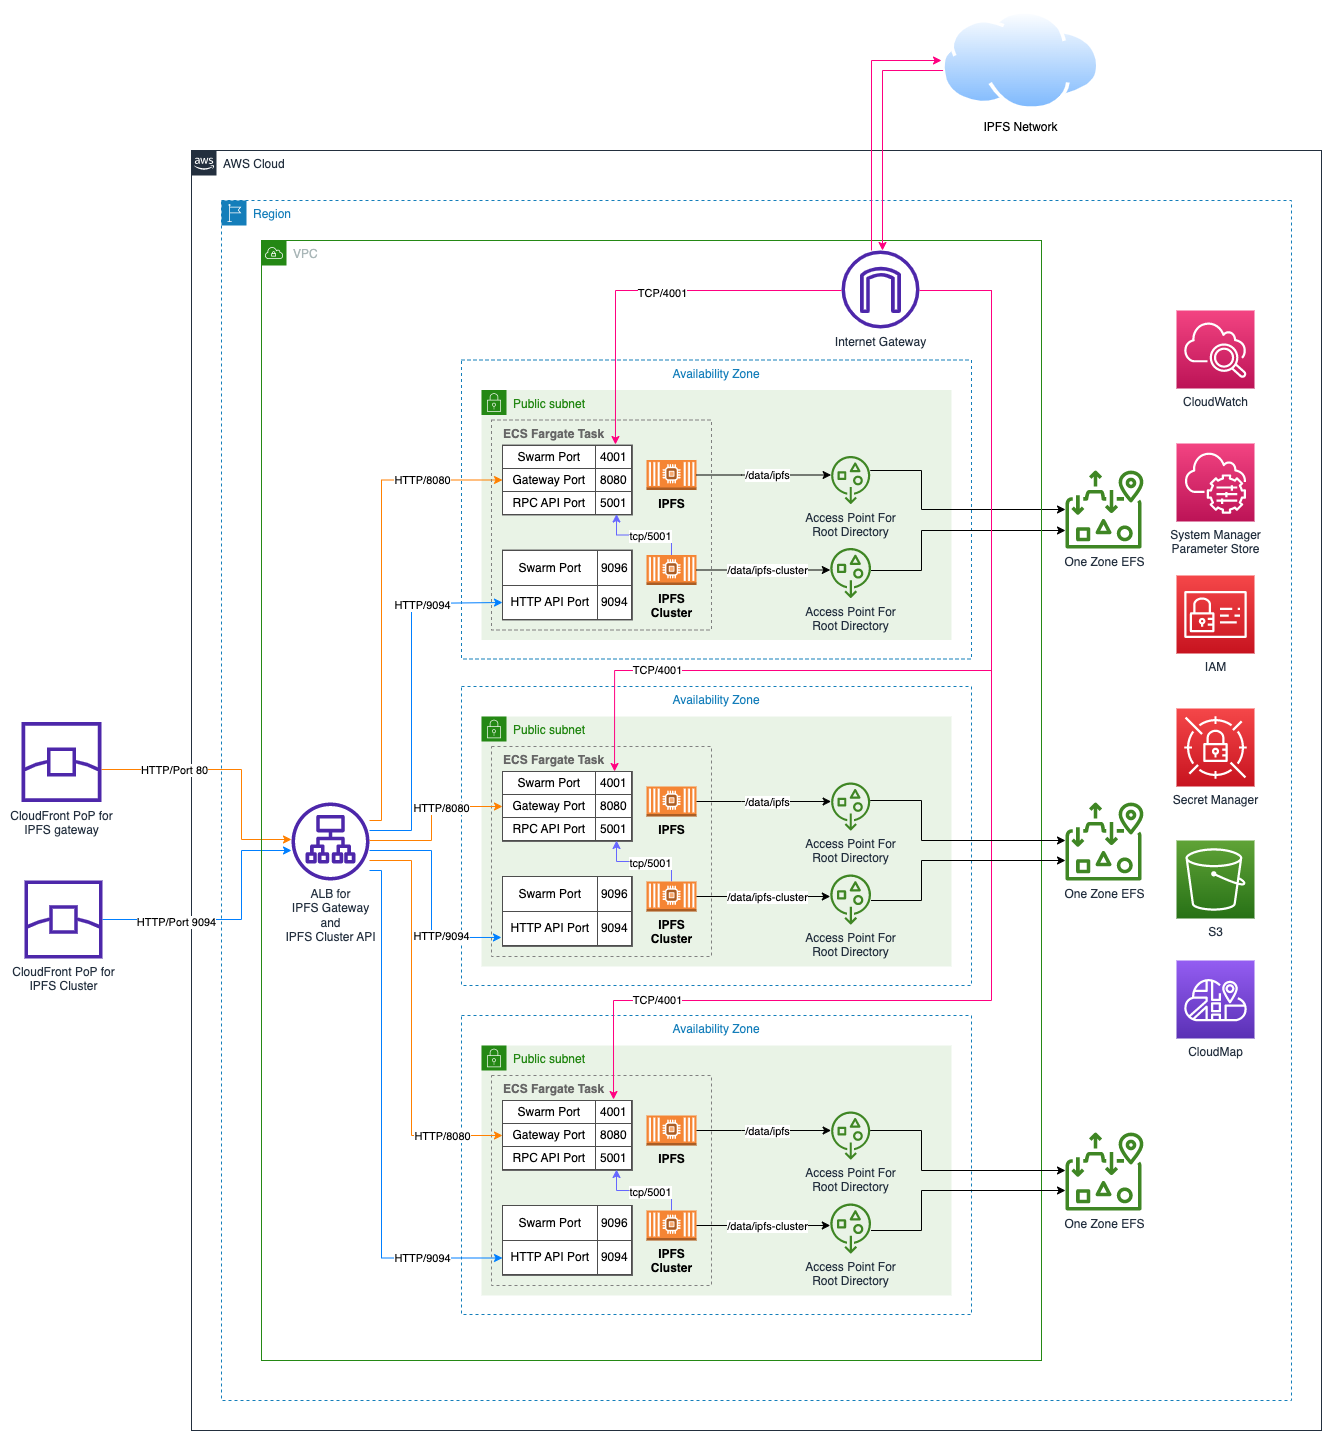 IPFS Network
aws
AWS Cloud
Region
VPC
TCP/4001
Internet Gateway
Availability Zone
Public subnet
ECS Fargate Task
Swarm Port 4001
Gateway Port 8080
RPC API Port 5001
HTTP/8080
IPFS
/data/ipfs
Access Point For
Root Directory
tcp/5001
Swarm Port 9096
HTTP API Port 9094
HTTP/9094
IPFS
Cluster
/data/ipfs-cluster
Access Point For
Root Directory
One Zone EFS
TCP/4001
Availability Zone
Public subnet
ECS Fargate Task
Swarm Port 4001
Gateway Port 8080
RPC API Port 5001
HTTP/8080
IPFS
/data/ipfs
Access Point For
Root Directory
tcp/5001
Swarm Port 9096
HTTP API Port 9094
HTTP/9094
IPFS
Cluster
/data/ipfs-cluster
Access Point For
Root Directory
One Zone EFS
TCP/4001
Availability Zone
Public subnet
ECS Fargate Task
Swarm Port 4001
Gateway Port 8080
RPC API Port 5001
HTTP/8080
IPFS
/data/ipfs
Access Point For
Root Directory
tcp/5001
Swarm Port 9096
HTTP API Port 9094
HTTP/9094
IPFS
Cluster
/data/ipfs-cluster
Access Point For
Root Directory
One Zone EFS
HTTP/Port 80
CloudFront PoP for
IPFS gateway
HTTP/Port 9094
CloudFront PoP for
IPFS Cluster
ALB for
IPFS Gateway
and
IPFS Cluster API
CloudWatch
System Manager
Parameter Store
IAM
Secret Manager
S3
CloudMap